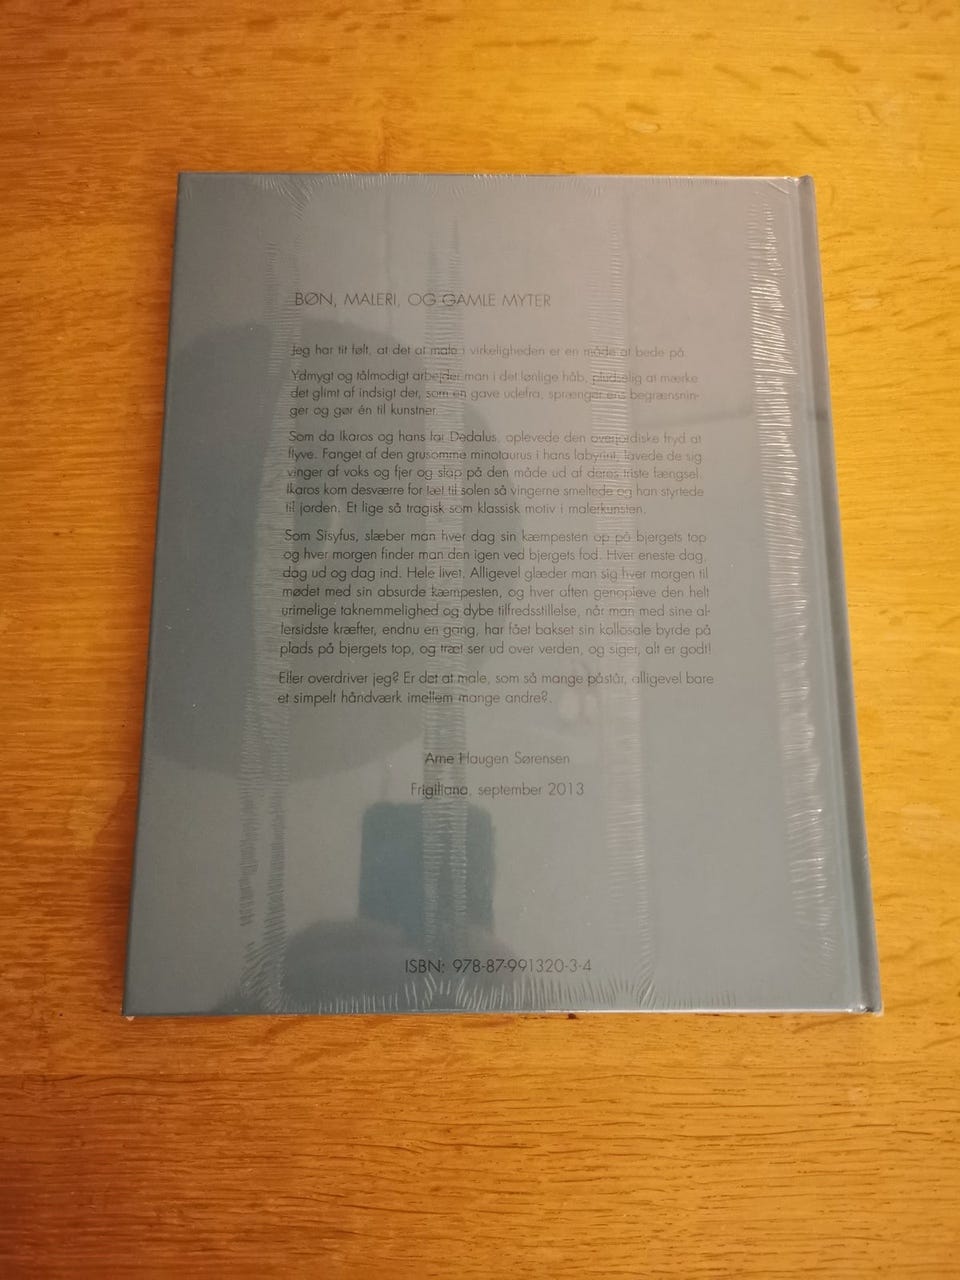 BØN, MALERI, OG GAMLE MYTER
Jeg har tit følt, at det at male i virkeligheden er en måde at bede på.
Ydmygt og tålmodigt arbejder man i det lønlige håb, pludselig at mærke
det glimt af indsigt der, som en gave udefra, sprænger ens begrænsnin-
ger og gør én til kunstner.
Som da Ikaros og hans far Dedalus, oplevede den overjordiske fryd at
flyve. Fanget af den grusomme minotaurus i hans labyrint, lavede de sig
vinger af voks og fjer og slap på den måde ud af deres triste fængsel.
Ikaros kom desværre for tæt til solen så vingerne smeltede og han styrtede
til jorden. Et lige så tragisk som klassisk motiv i malerkunsten.
Som Sisyfus, slæber man hver dag sin kæmpesten op på bjergets top
og hver morgen finder man den igen ved bjergets fod. Hver eneste dag,
dag ud og dag ind. Hele livet. Alligevel glæder man sig hver morgen til
mødet med sin absurde kæmpesten, og hver aften genopleve den helt
urimelige taknemmelighed og dybe tilfredsstillelse, når man med sine al-
lersidste kræfter, endnu en gang, har fået bakset sin kollosale byrde på
plads på bjergets top, og træt ser ud over verden, og siger, alt er godt!
Eller overdriver jeg? Er det at male, som så mange påstår, alligevel bare
et simpelt håndværk imellem mange andre?.
Arne Haugen Sørensen
Frigiliana, september 2013
ISBN: 978-87-991320-3-4